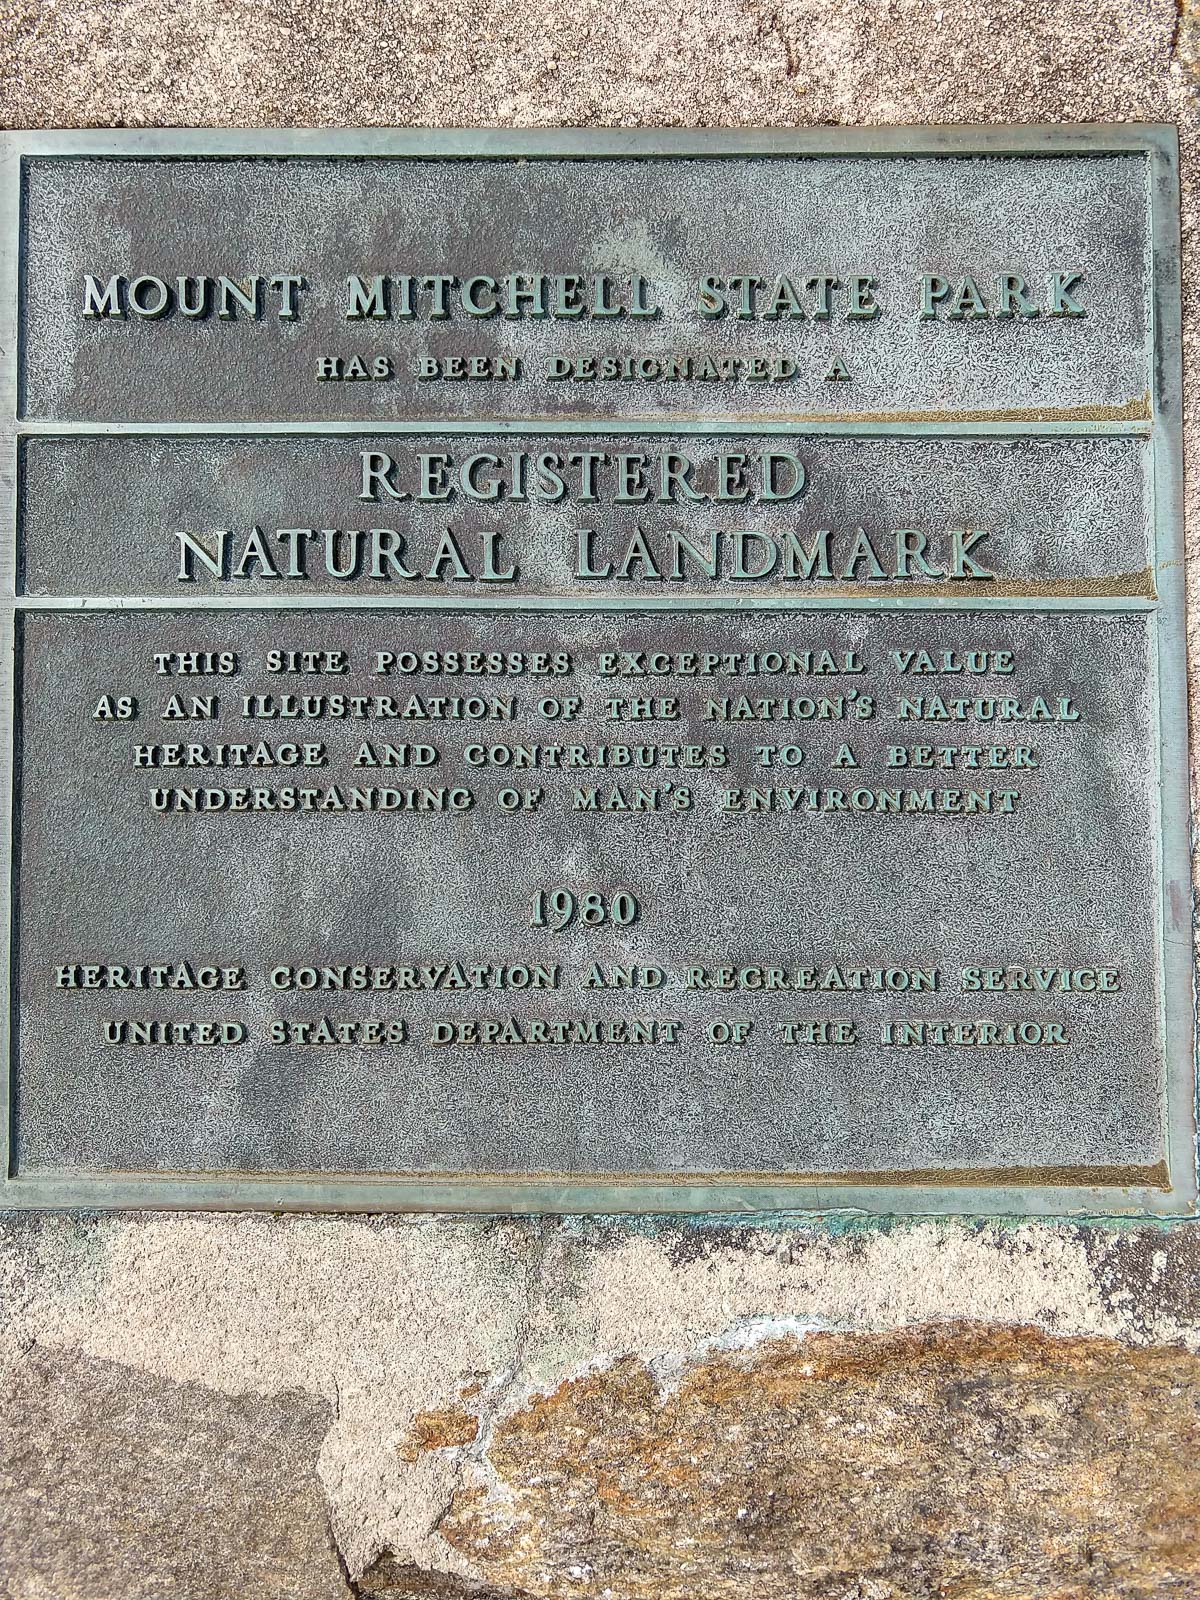 MOUNT MITCHELL STATE PARK
HAS BEEN DESIGNATED A
REGISTERED
NATURAL LANDMARK
THIS SITE POSSESSES EXCEPTIONAL VALUE
AS AN ILLUSTRATION OF THE NATION'S NATURAL
HERITAGE AND CONTRIBUTES TO A BETTER
UNDERSTANDING OF MAN'S ENVIRONMENT
1980
HERITAGE CONSERVATION AND RECREATION SERVICE
UNITED STATES DEPARTMENT OF THE INTERIOR